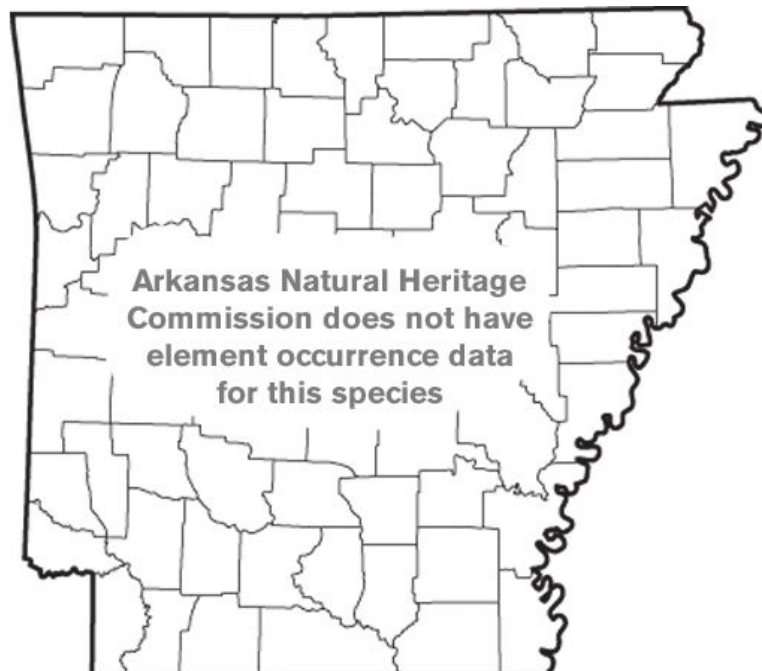 Arkansas Natural Heritage
Commission does not have
element occurrence data
for this species